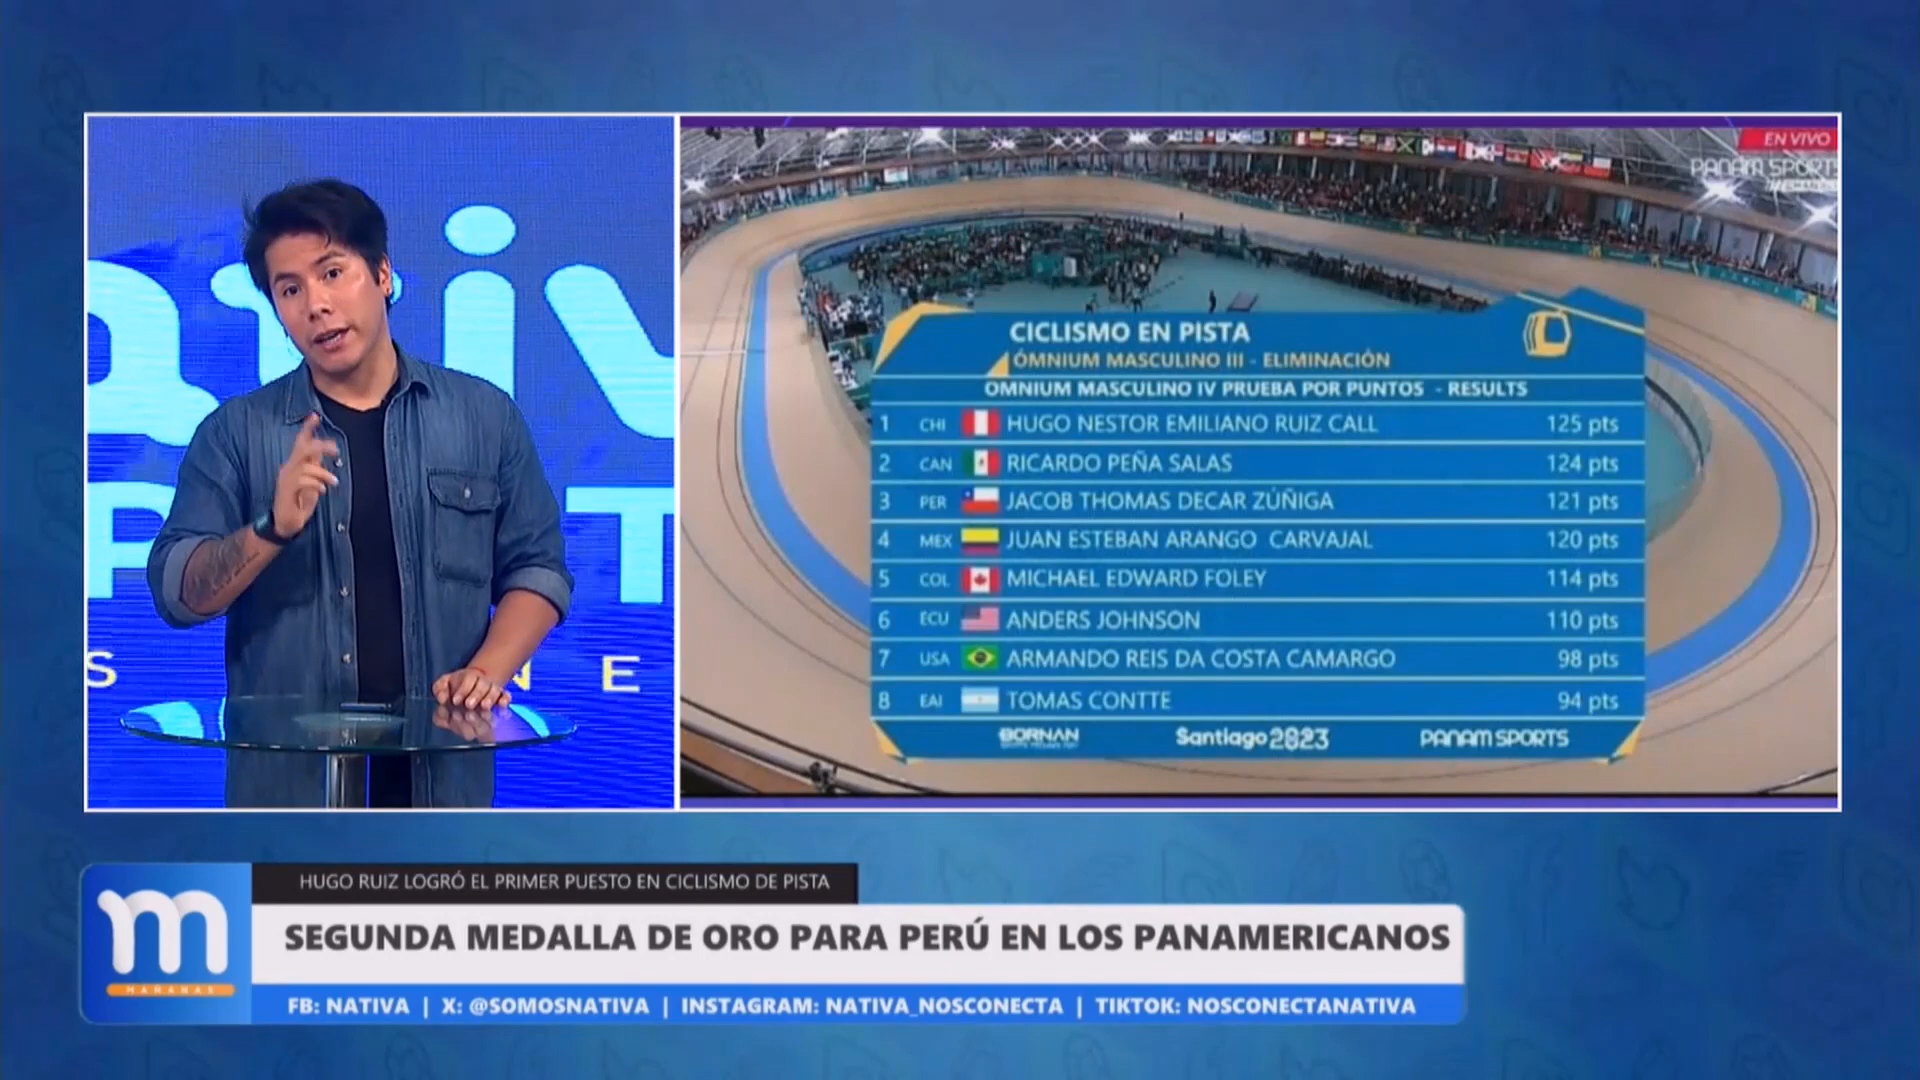 EN VIVO
PANAM SPORTS
CICLISMO EN PISTA
ÓMNIUM MASCULINO III - ELIMINACIÓN
OMNIUM MASCULINO IV PRUEBA POR PUNTOS - RESULTS
1 CHI HUGO NESTOR EMILIANO RUIZ CALL 125 pts
2 CAN RICARDO PEÑA SALAS 124 pts
3 PER JACOB THOMAS DECAR ZÚÑIGA 121 pts
4 MEX JUAN ESTEBAN ARANGO CARVAJAL 120 pts
5 COL MICHAEL EDWARD FOLEY 114 pts
6 ECU ANDERS JOHNSON 110 pts
7 USA ARMANDO REIS DA COSTA CAMARGO 98 pts
8 EAI TOMAS CONTTE 94 pts
BORNAN Santiago 2023 PANAM SPORTS
HUGO RUIZ LOGRÓ EL PRIMER PUESTO EN CICLISMO DE PISTA
SEGUNDA MEDALLA DE ORO PARA PERÚ EN LOS PANAMERICANOS
m
MAÑANAS
FB: NATIVA | X: @SOMOSNATIVA | INSTAGRAM: NATIVA_NOSCONECTA | TIKTOK: NOSCONECTANATIVA